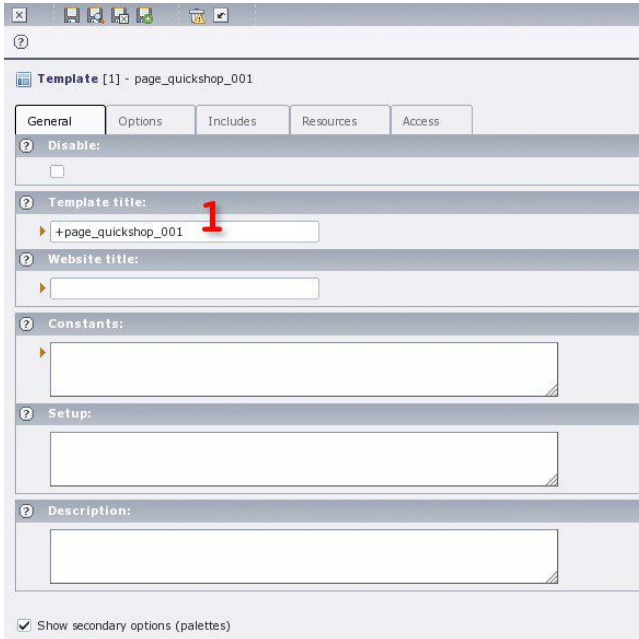 Template [1] - page_quickshop_001
General Options Includes Resources Access
Disable:
Template title:
+page_quickshop_001
1
Website title:
Constants:
Setup:
Description:
Show secondary options (palettes)